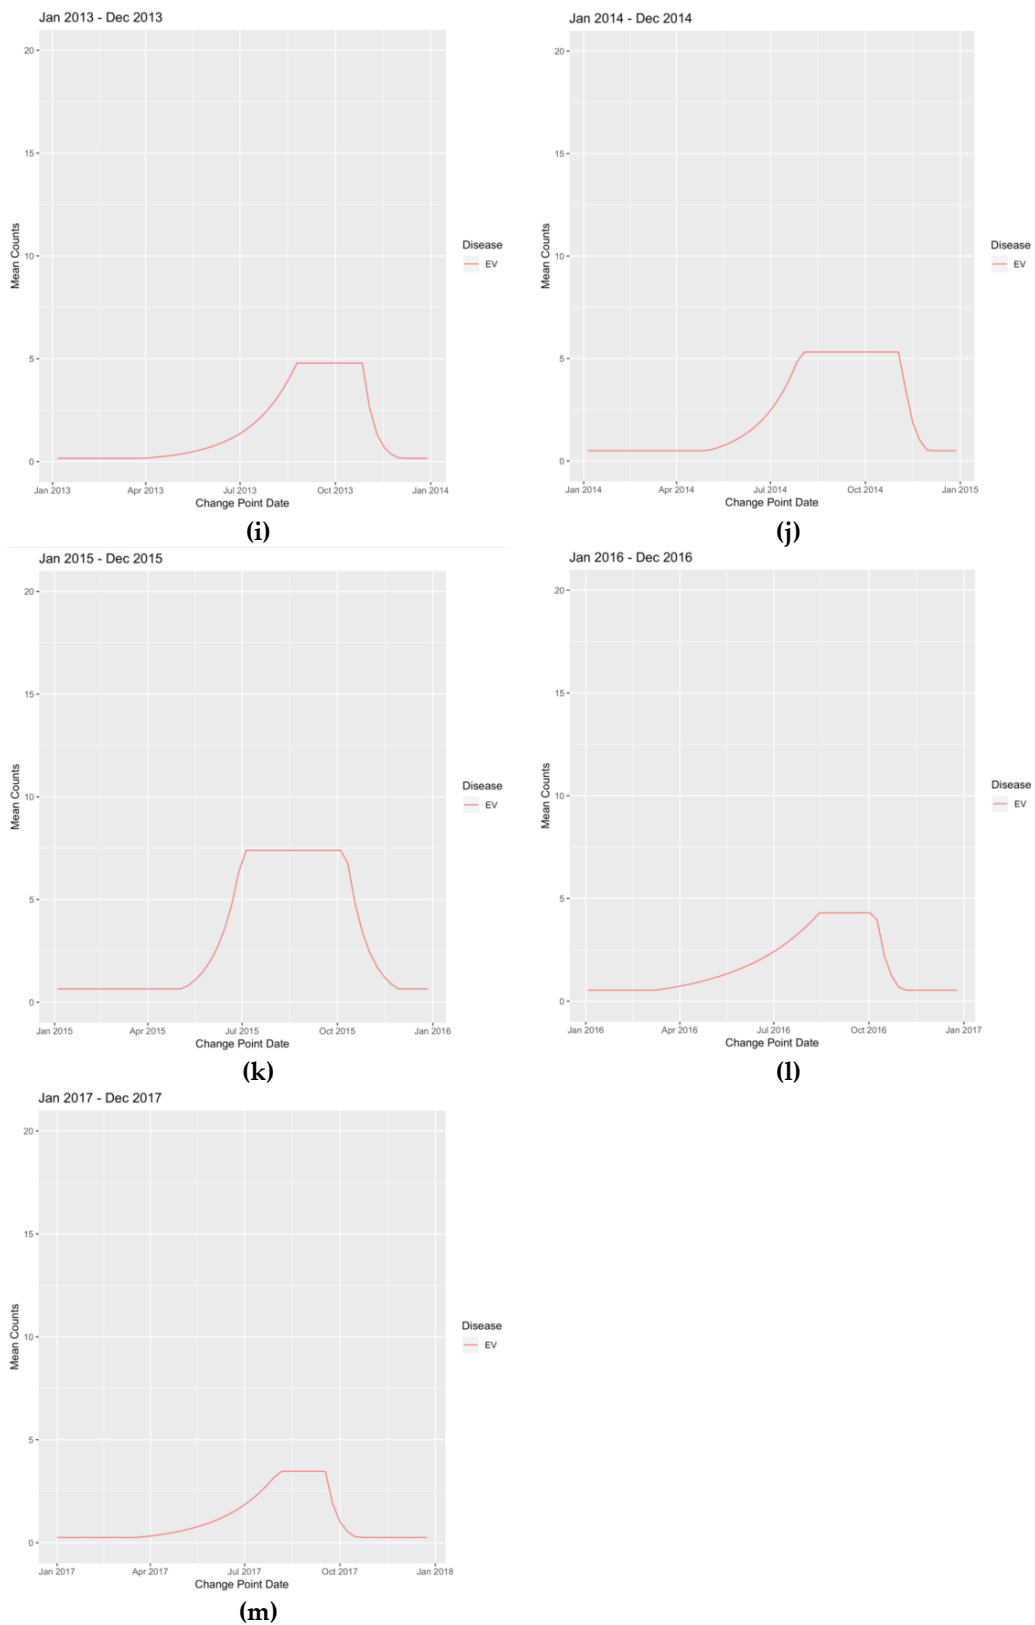 Jan 2013 - Dec 2013
20
15
10
5
0
Mean Counts
Jan 2013 Apr 2013 Jul 2013 Oct 2013 Jan 2014
Change Point Date
Disease
EV
(i)
Jan 2014 - Dec 2014
20
15
10
5
0
Mean Counts
Jan 2014 Apr 2014 Jul 2014 Oct 2014 Jan 2015
Change Point Date
Disease
EV
(j)
Jan 2015 - Dec 2015
20
15
10
5
0
Mean Counts
Jan 2015 Apr 2015 Jul 2015 Oct 2015 Jan 2016
Change Point Date
Disease
EV
(k)
Jan 2016 - Dec 2016
20
15
10
5
0
Mean Counts
Jan 2016 Apr 2016 Jul 2016 Oct 2016 Jan 2017
Change Point Date
Disease
EV
(l)
Jan 2017 - Dec 2017
20
15
10
5
0
Mean Counts
Jan 2017 Apr 2017 Jul 2017 Oct 2017 Jan 2018
Change Point Date
Disease
EV
(m)